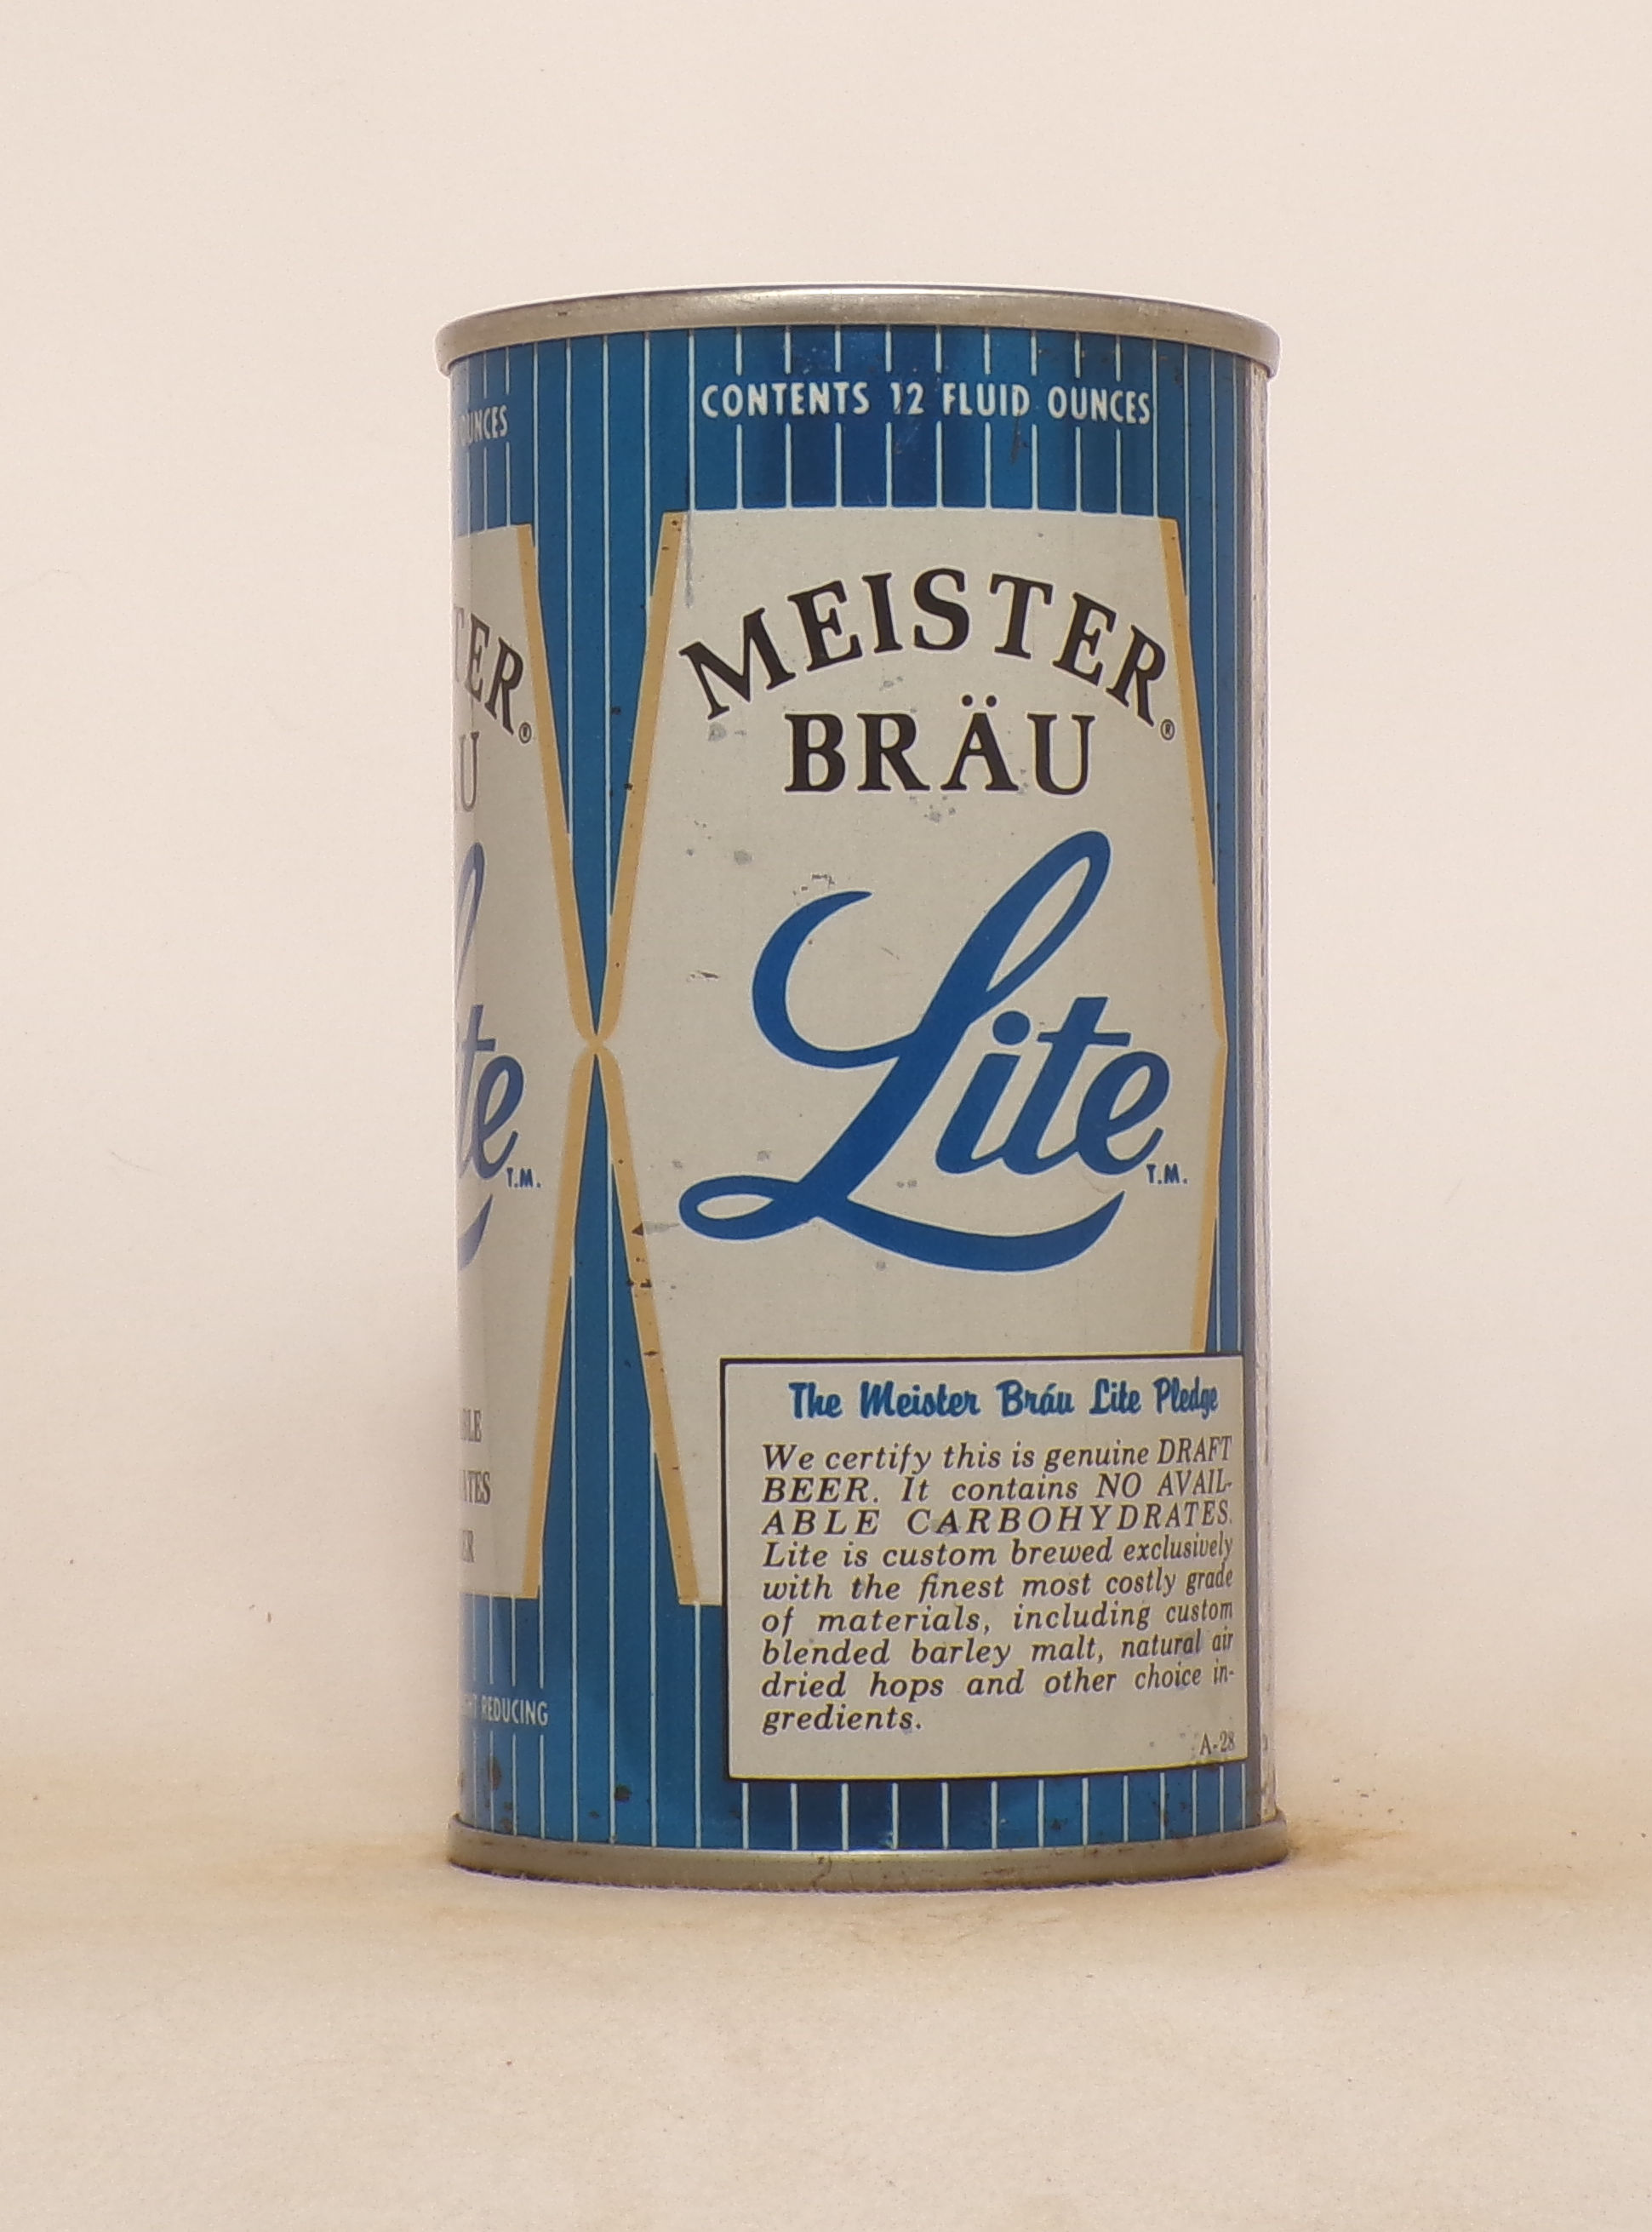 CONTENTS 12 FLUID OUNCES
MEISTER®
BRÄU
Lite T.M.
The Meister Bráu Lite Pledge
We certify this is genuine DRAFT
BEER. It contains NO AVAIL-
ABLE CARBOHYDRATES.
Lite is custom brewed exclusively
with the finest most costly grade
of materials, including custom
blended barley malt, natural air
dried hops and other choice in-
gredients.
A-28
OUNCES
T.M.
REDUCING